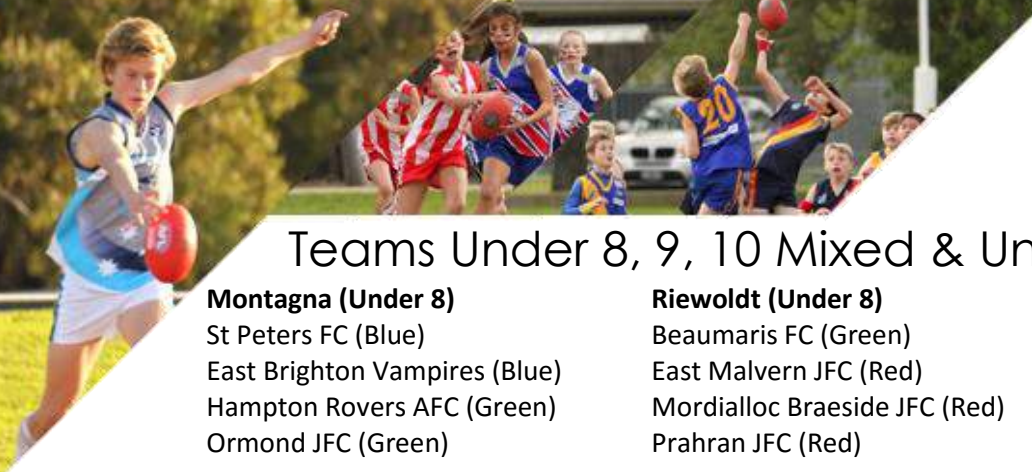 Teams Under 8, 9, 10 Mixed & Un
Montagna (Under 8)
St Peters FC (Blue)
East Brighton Vampires (Blue)
Hampton Rovers AFC (Green)
Ormond JFC (Green)
Riewoldt (Under 8)
Beaumaris FC (Green)
East Malvern JFC (Red)
Mordialloc Braeside JFC (Red)
Prahran JFC (Red)
20